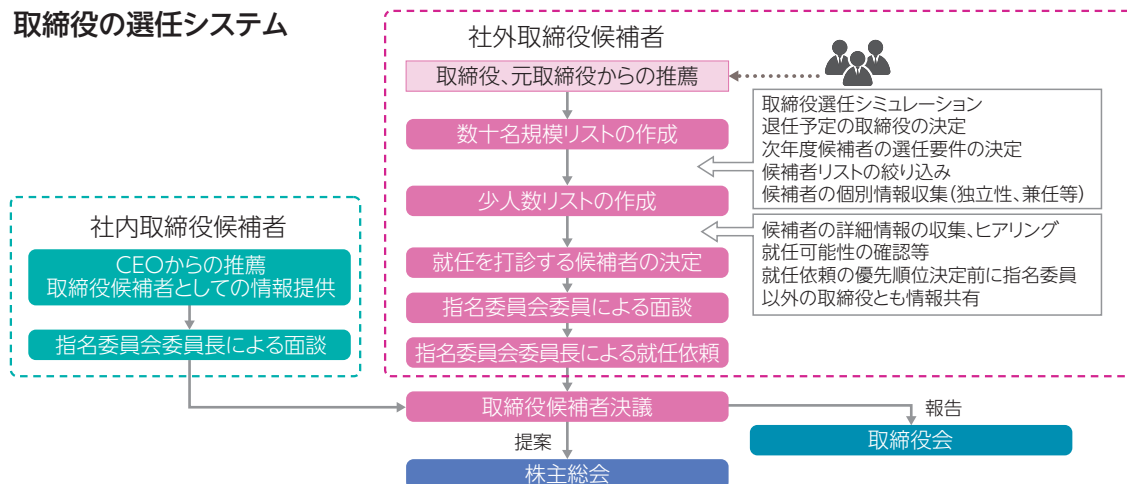 取締役の選任システム
社外取締役候補者
取締役、元取締役からの推薦
数十名規模リストの作成
取締役選任シミュレーション
退任予定の取締役の決定
次年度候補者の選任要件の決定
候補者リストの絞り込み
候補者の個別情報収集(独立性、兼任等)
少人数リストの作成
候補者の詳細情報の収集、ヒアリング
就任可能性の確認等
就任依頼の優先順位決定前に指名委員
以外の取締役とも情報共有
就任を打診する候補者の決定
指名委員会委員による面談
指名委員会委員長による就任依頼
社内取締役候補者
CEOからの推薦
取締役候補者としての情報提供
指名委員会委員長による面談
取締役候補者決議
報告
取締役会
提案
株主総会